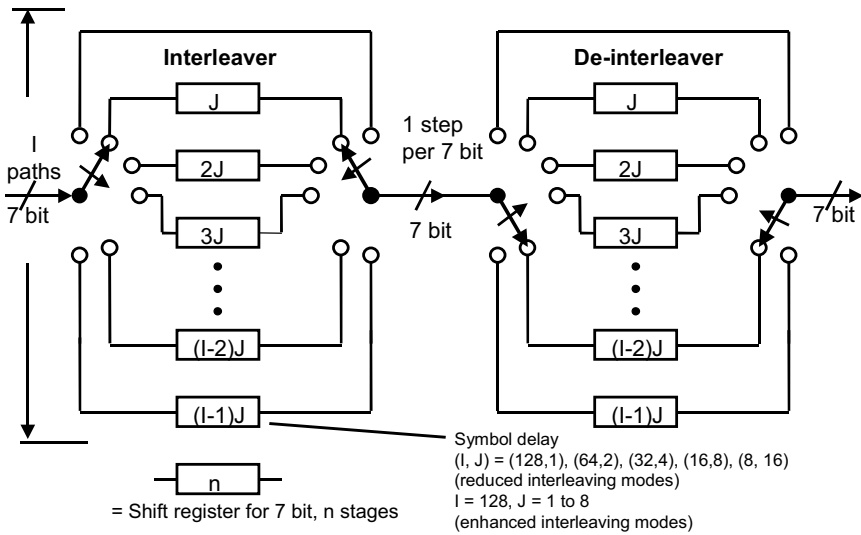 Interleaver
De-interleaver
I
paths
7 bit
J
2J
3J
(I-2)J
(I-1)J
1 step
per 7 bit
7 bit
J
2J
3J
(I-2)J
(I-1)J
7 bit
Symbol delay
(I, J) = (128,1), (64,2), (32,4), (16,8), (8, 16)
(reduced interleaving modes)
I = 128, J = 1 to 8
(enhanced interleaving modes)
n
= Shift register for 7 bit, n stages